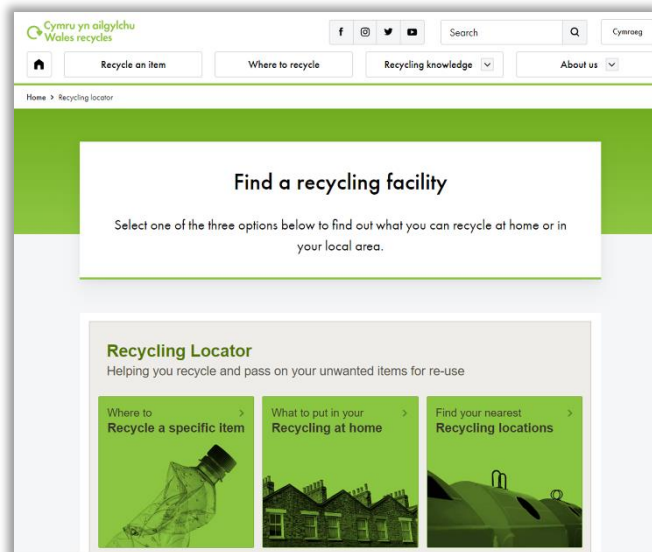 Cymru yn ailgylchu
Wales recycles
Search
Cymraeg
Recycle an item
Where to recycle
Recycling knowledge
About us
Home > Recycling locator
Find a recycling facility
Select one of the three options below to find out what you can recycle at home or in
your local area.
Recycling Locator
Helping you recycle and pass on your unwanted items for re-use
Where to
Recycle a specific item
What to put in your
Recycling at home
Find your nearest
Recycling locations